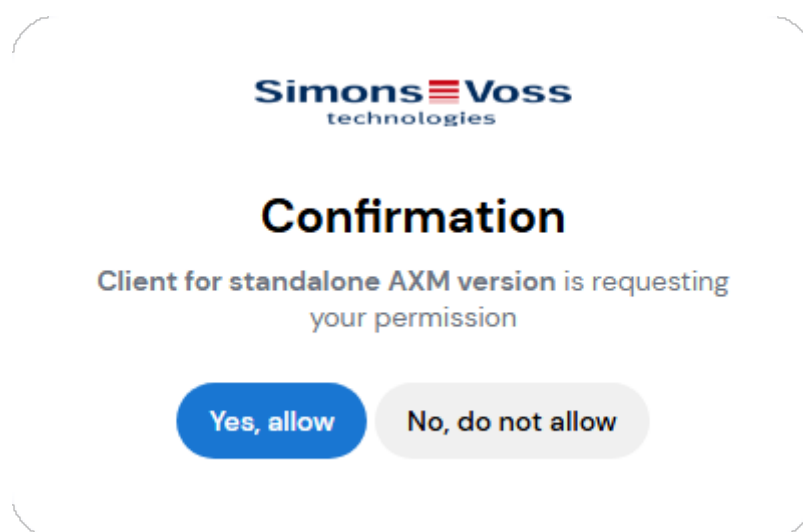 Simons Voss
technologies
Confirmation
Client for standalone AXM version is requesting
your permission
Yes, allow
No, do not allow